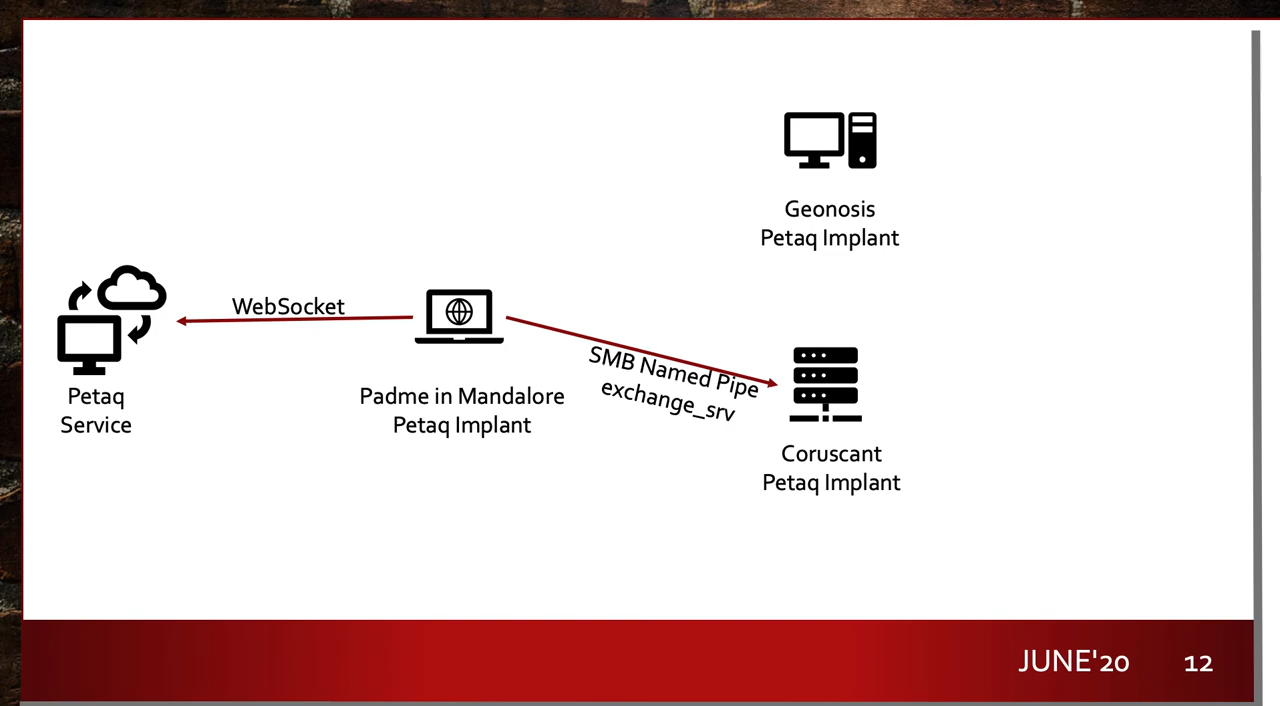 Geonosis
Petaq Implant
WebSocket
SMB Named Pipe
exchange_srv
Petaq
Service
Padme in Mandalore
Petaq Implant
Coruscant
Petaq Implant
JUNE'20
12